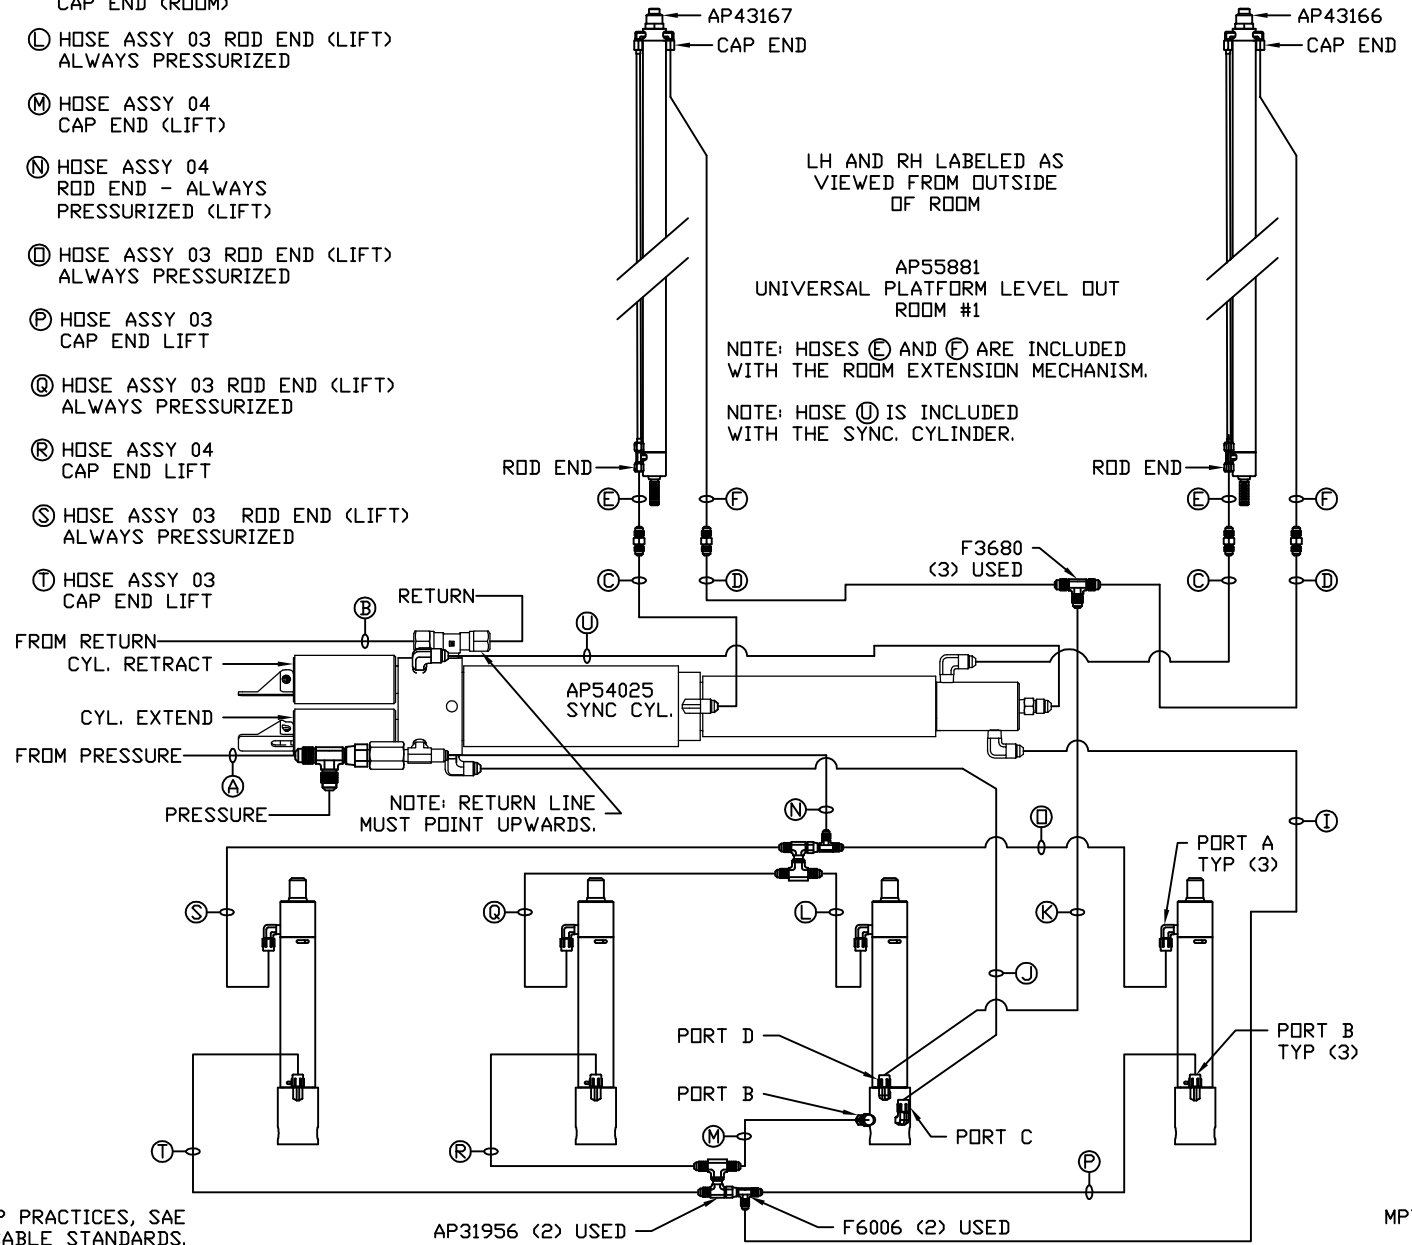 CAP END (ROOM)
L HOSE ASSY 03 ROD END (LIFT)
ALWAYS PRESSURIZED
M HOSE ASSY 04
CAP END (LIFT)
N HOSE ASSY 04
ROD END - ALWAYS
PRESSURIZED (LIFT)
O HOSE ASSY 03 ROD END (LIFT)
ALWAYS PRESSURIZED
P HOSE ASSY 03
CAP END LIFT
Q HOSE ASSY 03 ROD END (LIFT)
ALWAYS PRESSURIZED
R HOSE ASSY 04
CAP END LIFT
S HOSE ASSY 03 ROD END (LIFT)
ALWAYS PRESSURIZED
T HOSE ASSY 03
CAP END LIFT
AP43167
CAP END
AP43166
CAP END
LH AND RH LABELED AS
VIEWED FROM OUTSIDE
OF ROOM
AP55881
UNIVERSAL PLATFORM LEVEL OUT
ROOM #1
NOTE: HOSES E AND F ARE INCLUDED
WITH THE ROOM EXTENSION MECHANISM.
NOTE: HOSE U IS INCLUDED
WITH THE SYNC. CYLINDER.
ROD END
ROD END
E
F
E
F
F3680
(3) USED
C
D
C
D
B
RETURN
U
FROM RETURN
CYL. RETRACT
AP54025
SYNC CYL.
CYL. EXTEND
FROM PRESSURE
A
PRESSURE
NOTE: RETURN LINE
MUST POINT UPWARDS.
N
O
I
PORT A
TYP (3)
S
Q
L
K
J
PORT D
PORT B
TYP (3)
PORT B
PORT C
T
R
M
P
AP31956 (2) USED
F6006 (2) USED
P PRACTICES, SAE
CABLE STANDARDS.